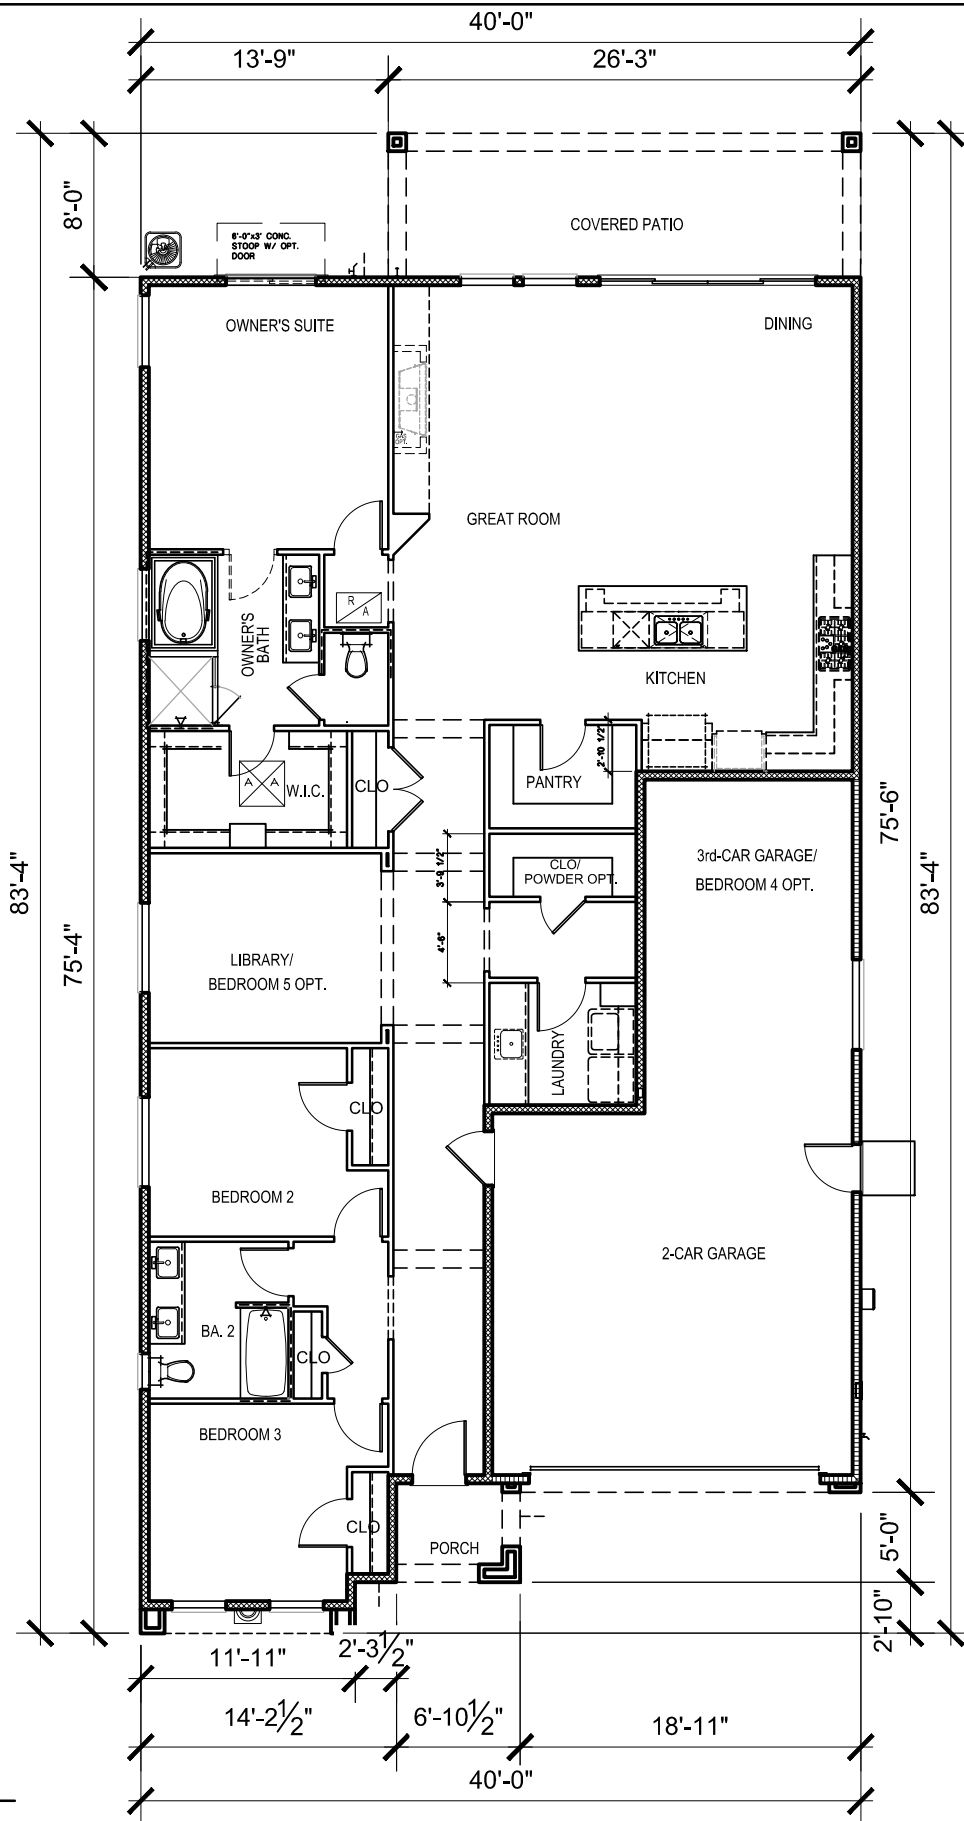 40'-0"
13'-9"
26'-3"
8'-0"
COVERED PATIO
6'-0"x3' CONC.
STOOP W/ OPT.
DOOR
OWNER'S SUITE
DINING
GAS
OPT.
GREAT ROOM
R
A
OWNER'S
BATH
KITCHEN
2'-10 1/2"
PANTRY
A
A
W.I.C.
CLO
75'-6"
83'-4"
83'-4"
75'-4"
3'-9 1/2"
CLO/
POWDER OPT.
3rd-CAR GARAGE/
BEDROOM 4 OPT.
4'-6"
LIBRARY/
BEDROOM 5 OPT.
LAUNDRY
CLO
BEDROOM 2
2-CAR GARAGE
BA. 2
CLO
BEDROOM 3
CLO
PORCH
5'-0"
2'-10"
11'-11"
2'-3½"
14'-2½"
6'-10½"
18'-11"
40'-0"